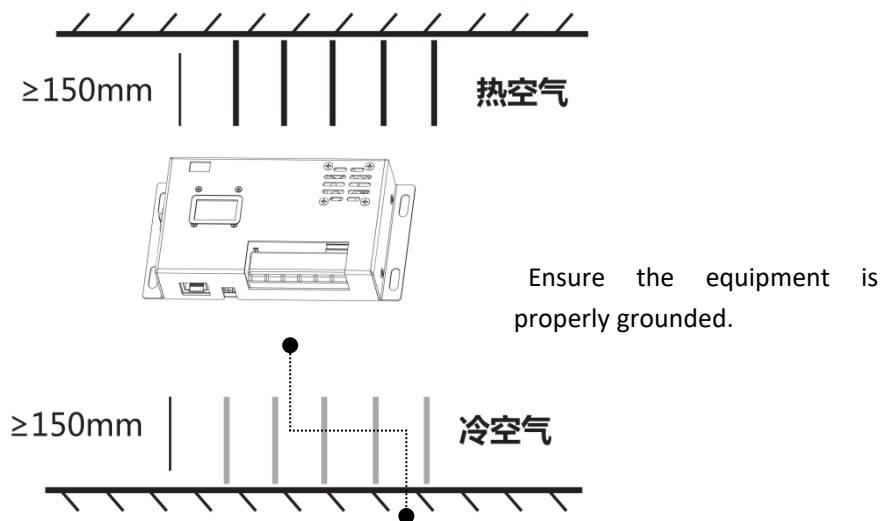 ≥150mm
热空气
Ensure the equipment is
properly grounded.
≥150mm
冷空气